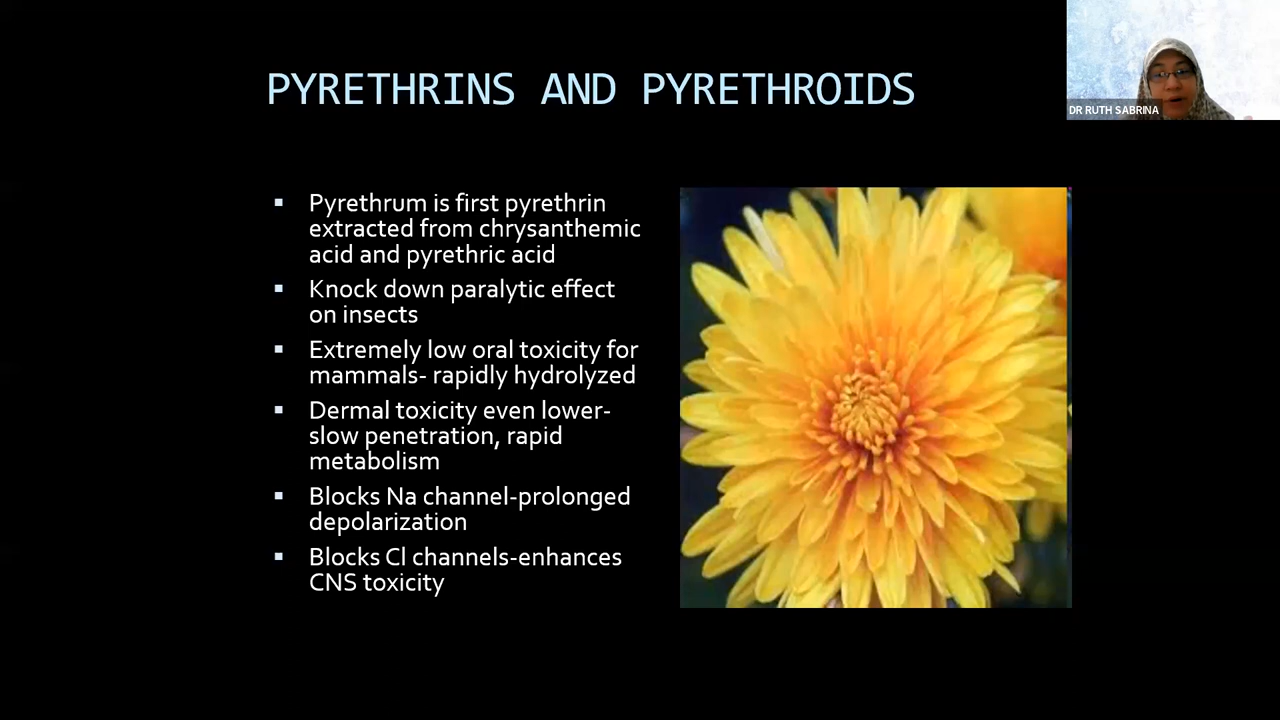 PYRETHRINS AND PYRETHROIDS
DR RUTH SABRINA
▪ Pyrethrum is first pyrethrin
extracted from chrysanthemic
acid and pyrethric acid
▪ Knock down paralytic effect
on insects
▪ Extremely low oral toxicity for
mammals- rapidly hydrolyzed
▪ Dermal toxicity even lower-
slow penetration, rapid
metabolism
▪ Blocks Na channel-prolonged
depolarization
▪ Blocks Cl channels-enhances
CNS toxicity